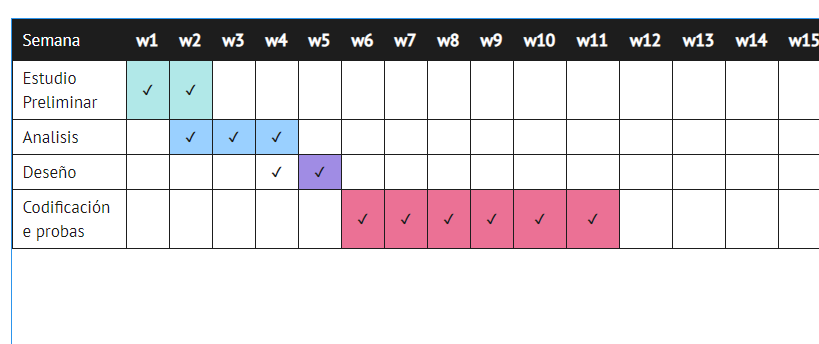 Semana w1 w2 w3 w4 w5 w6 w7 w8 w9 w10 w11 w12 w13 w14 w15
Estudio
Preliminar ✓ ✓
Analisis ✓ ✓ ✓
Deseño ✓ ✓
Codificación
e probas ✓ ✓ ✓ ✓ ✓ ✓